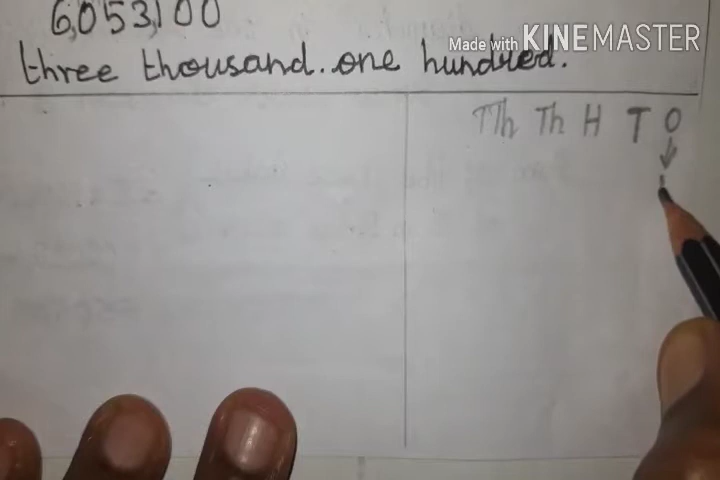 6,053,100
Made with KINEMASTER
three thousand. one hundred.
TTh Th H T O